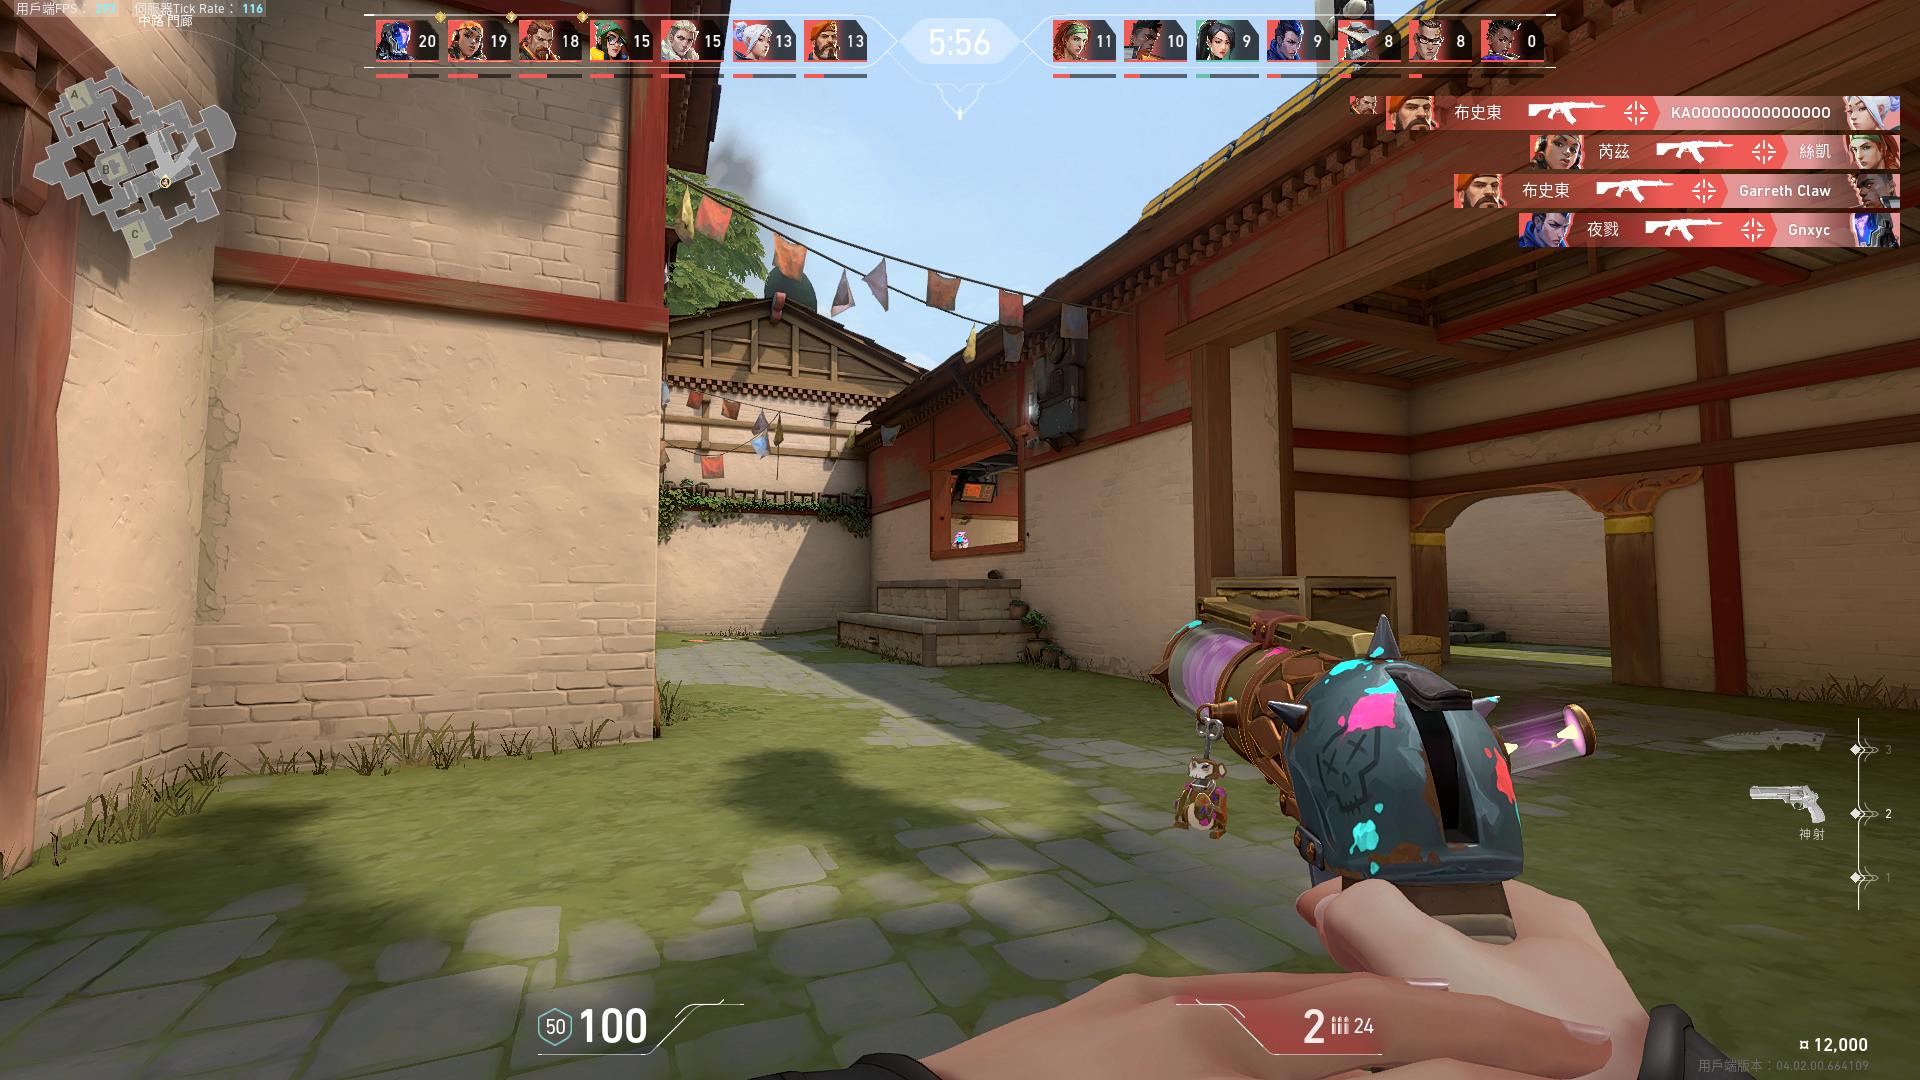 用戶端FPS： 伺服器Tick Rate： 116
中路 門廊
20 19 18 15 15 13 13 5:56 11 10 9 9 8 8 0
A
B
C
布史東 KAOOOOOOOOOOOOOO
芮茲 絲凱
布史東 Garreth Claw
夜戮 Gnxyc
3
2
神射
1
50 100
2 24
¤ 12,000
用戶端版本：04.02.00.664109